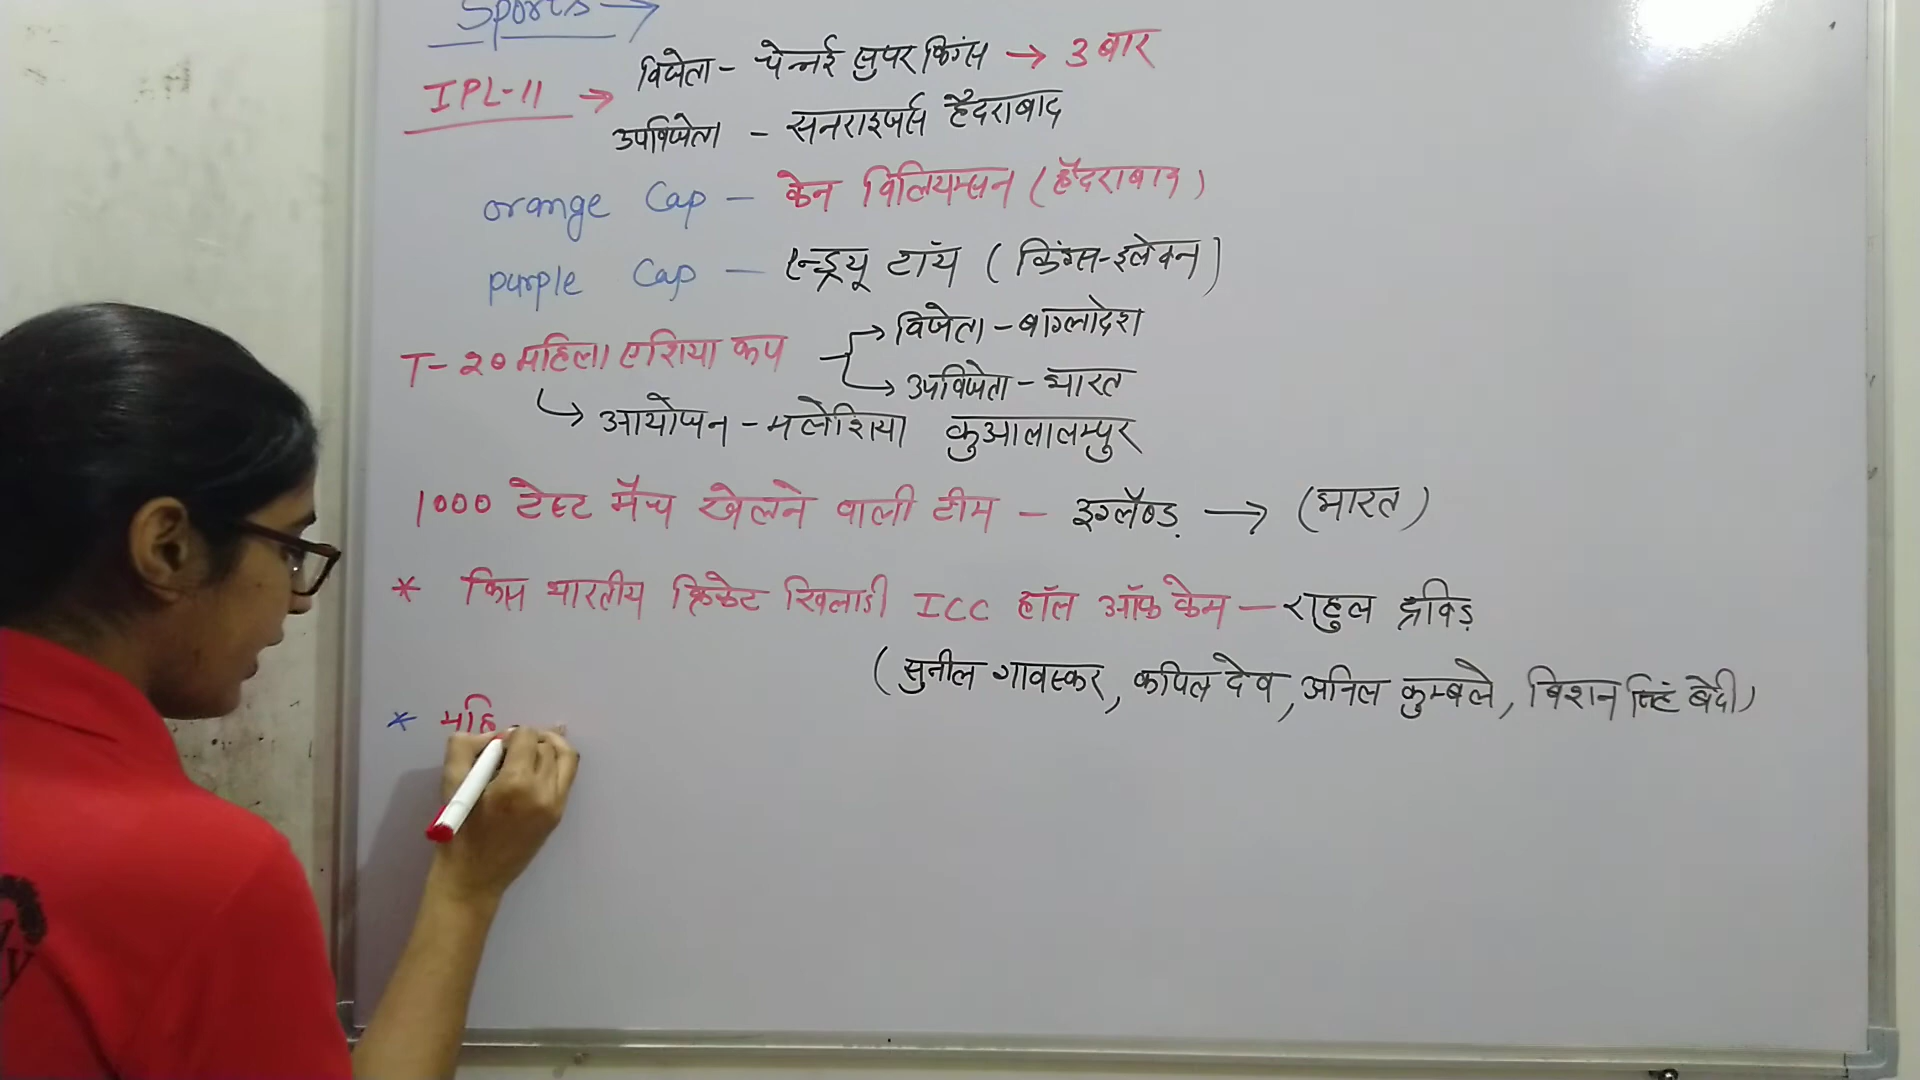 Sports →
IPL-11 → विजेता - चेन्नई सुपर किंग्स → 3 बार
उपविजेता - सनराइजर्स हैदराबाद
orange Cap - केन विलियम्सन (हैदराबाद)
purple Cap - एन्ड्रयू टॉय (किंग्स-इलेवन)
T-20 महिला एशिया कप → विजेता - बांग्लादेश
→ उपविजेता - भारत
↳ आयोजन - मलेशिया कुआलालम्पुर
1000 टेस्ट मैच खेलने वाली टीम - इंग्लैण्ड → (भारत)
* किस भारतीय क्रिकेट खिलाडी ICC हॉल ऑफ फेम - राहुल द्रविड़
(सुनील गावस्कर, कपिल देव, अनिल कुम्बले, बिशन सिंह बेदी)
* महि